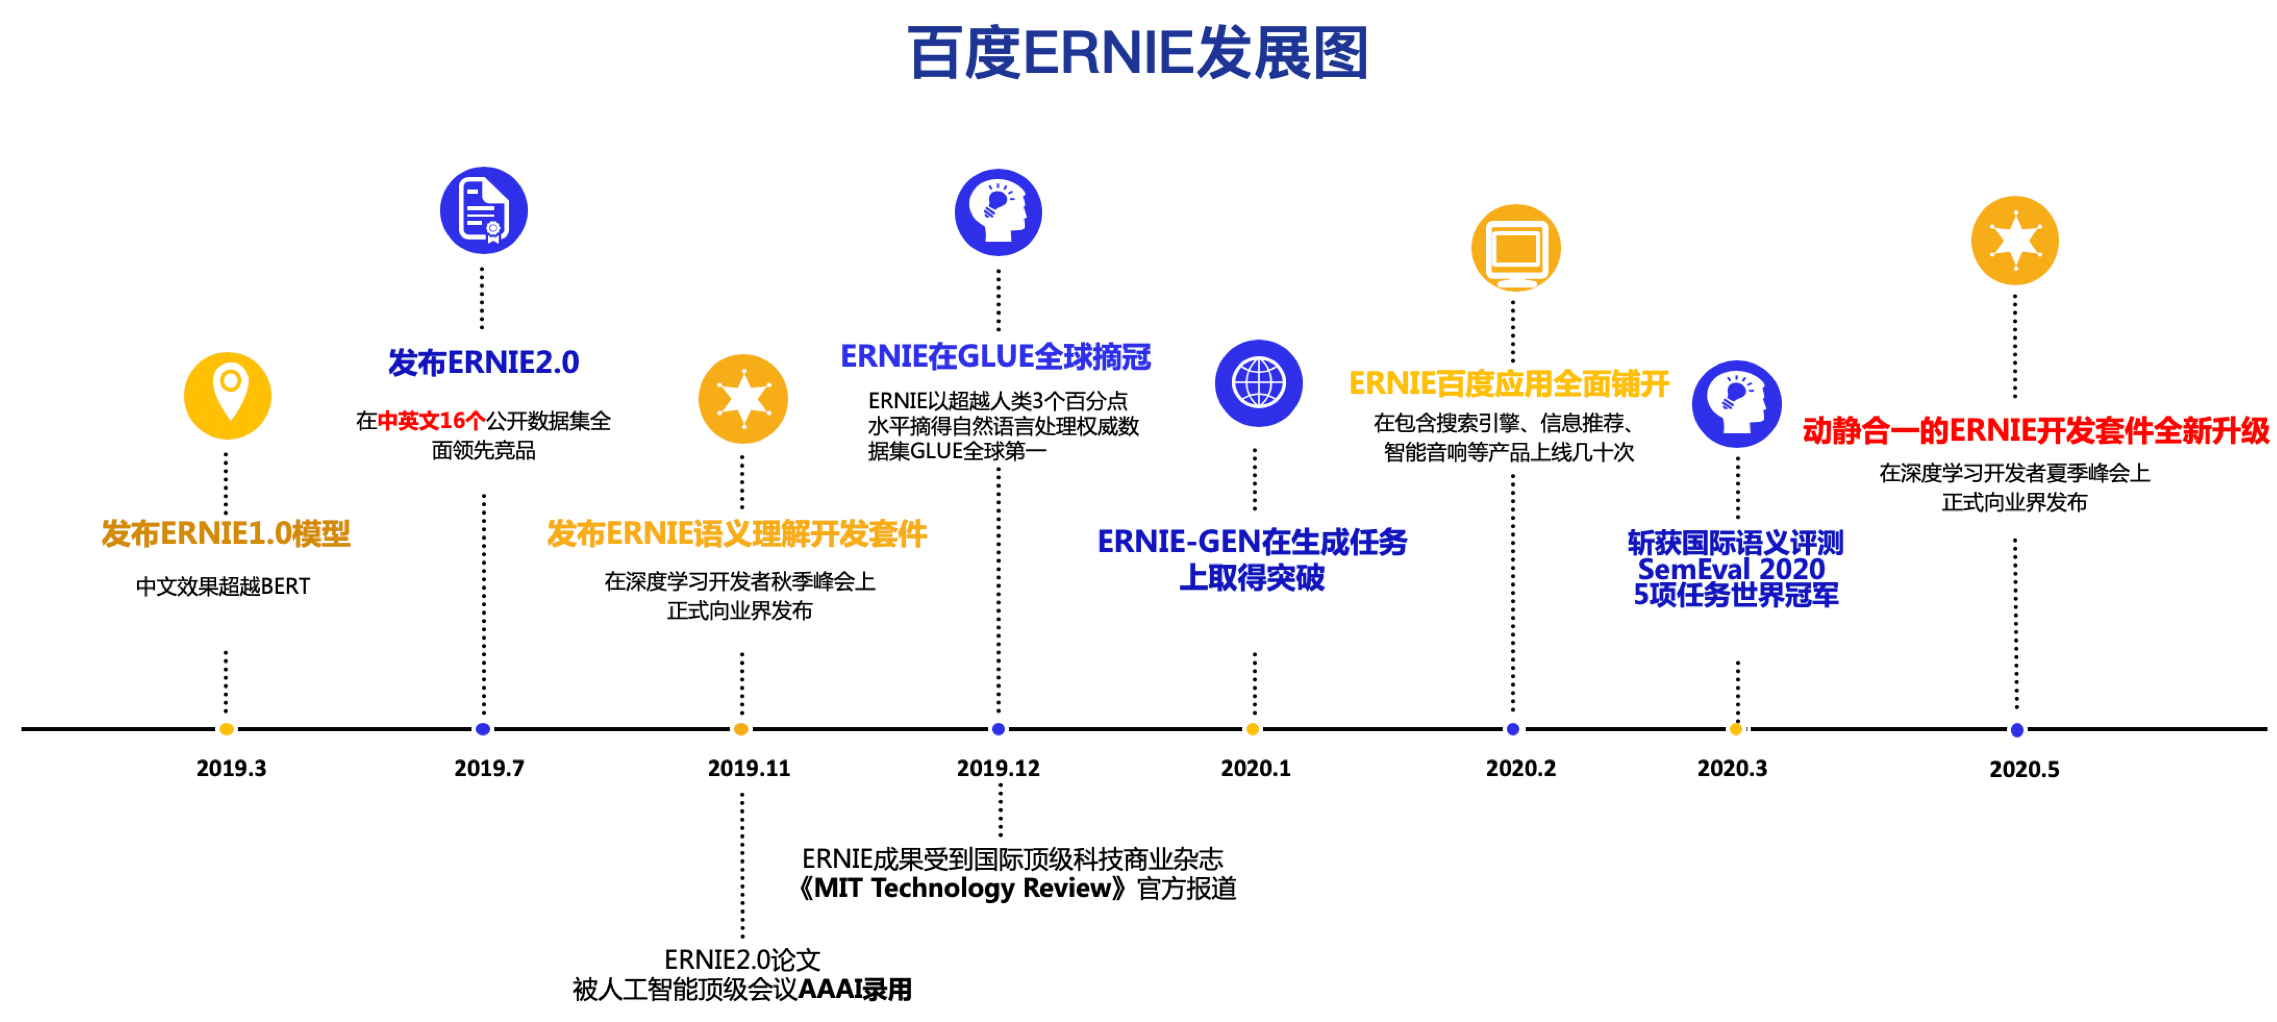 百度ERNIE发展图
发布ERNIE1.0模型
中文效果超越BERT
2019.3
发布ERNIE2.0
在中英文16个公开数据集全
面领先竞品
2019.7
发布ERNIE语义理解开发套件
在深度学习开发者秋季峰会上
正式向业界发布
2019.11
ERNIE2.0论文
被人工智能顶级会议AAAI录用
ERNIE在GLUE全球摘冠
ERNIE以超越人类3个百分点
水平摘得自然语言处理权威数
据集GLUE全球第一
2019.12
ERNIE成果受到国际顶级科技商业杂志
《MIT Technology Review》官方报道
ERNIE-GEN在生成任务
上取得突破
2020.1
ERNIE百度应用全面铺开
在包含搜索引擎、信息推荐、
智能音响等产品上线几十次
2020.2
斩获国际语义评测
SemEval 2020
5项任务世界冠军
2020.3
动静合一的ERNIE开发套件全新升级
在深度学习开发者夏季峰会上
正式向业界发布
2020.5